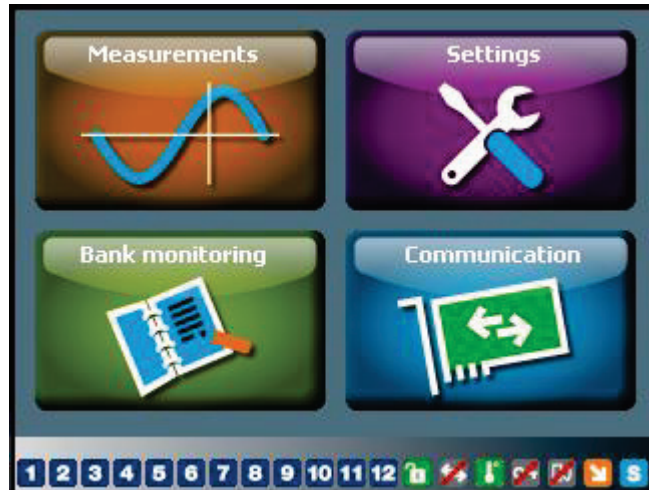 Measurements
Settings
Bank monitoring
Communication
1 2 3 4 5 6 7 8 9 10 11 12 S